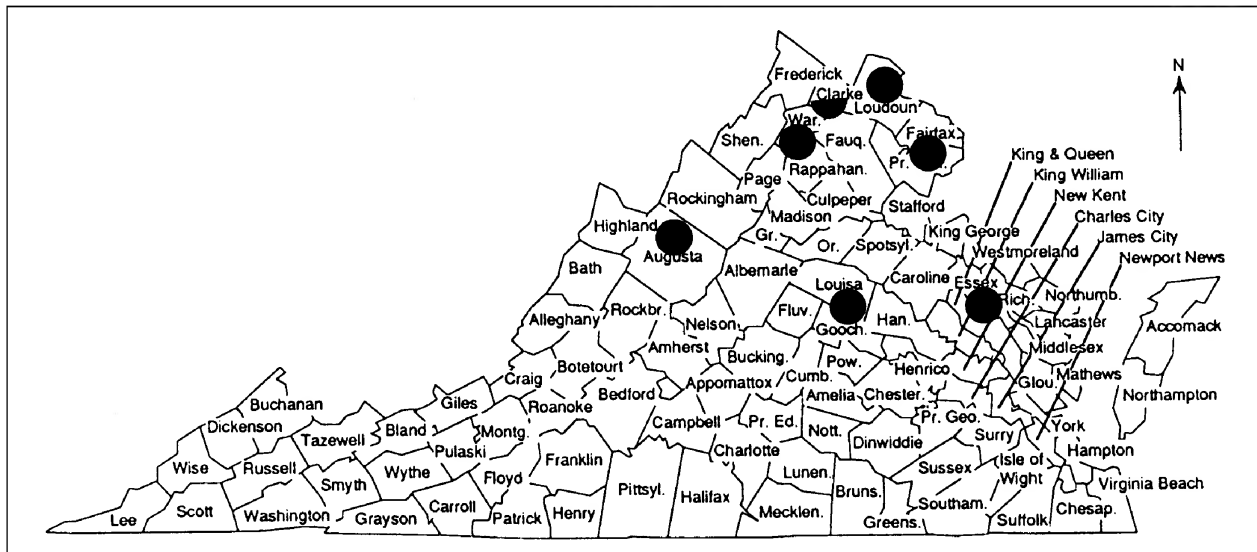 N
Frederick
Clarke
Loudoun
War.
Fairfax
Shen.
Fauq.
Pr.
King & Queen
Rappahan.
King William
Page
New Kent
Rockingham
Culpeper
Stafford
Charles City
Madison
Highland
King George
James City
Gr.
Or.
Spotsyl.
Westmoreland
Newport News
Augusta
Bath
Albemarle
Caroline
Louisa
Essex
Rich.
Northumb.
Rockbr.
Fluv.
Han.
Alleghany
Nelson
Gooch.
Lancaster
Accomack
Amherst
Bucking.
Middlesex
Botetourt
Pow.
Henrico
Craig
Bedford
Appomattox
Cumb.
Glou.
Mathews
Buchanan
Giles
Roanoke
Amelia
Chester.
Northampton
Dickenson
Campbell
Pr. Ed.
Pr. Geo.
York
Tazewell
Bland
Montg.
Nott.
Surry
Pulaski
Dinwiddie
Hampton
Wise
Russell
Wythe
Franklin
Charlotte
Isle of
Wight
Smyth
Floyd
Lunen.
Sussex
Virginia Beach
Pittsyl.
Halifax
Bruns.
Lee
Scott
Washington
Grayson
Carroll
Patrick
Henry
Mecklen.
Southam.
Greens.
Suffolk
Chesap.